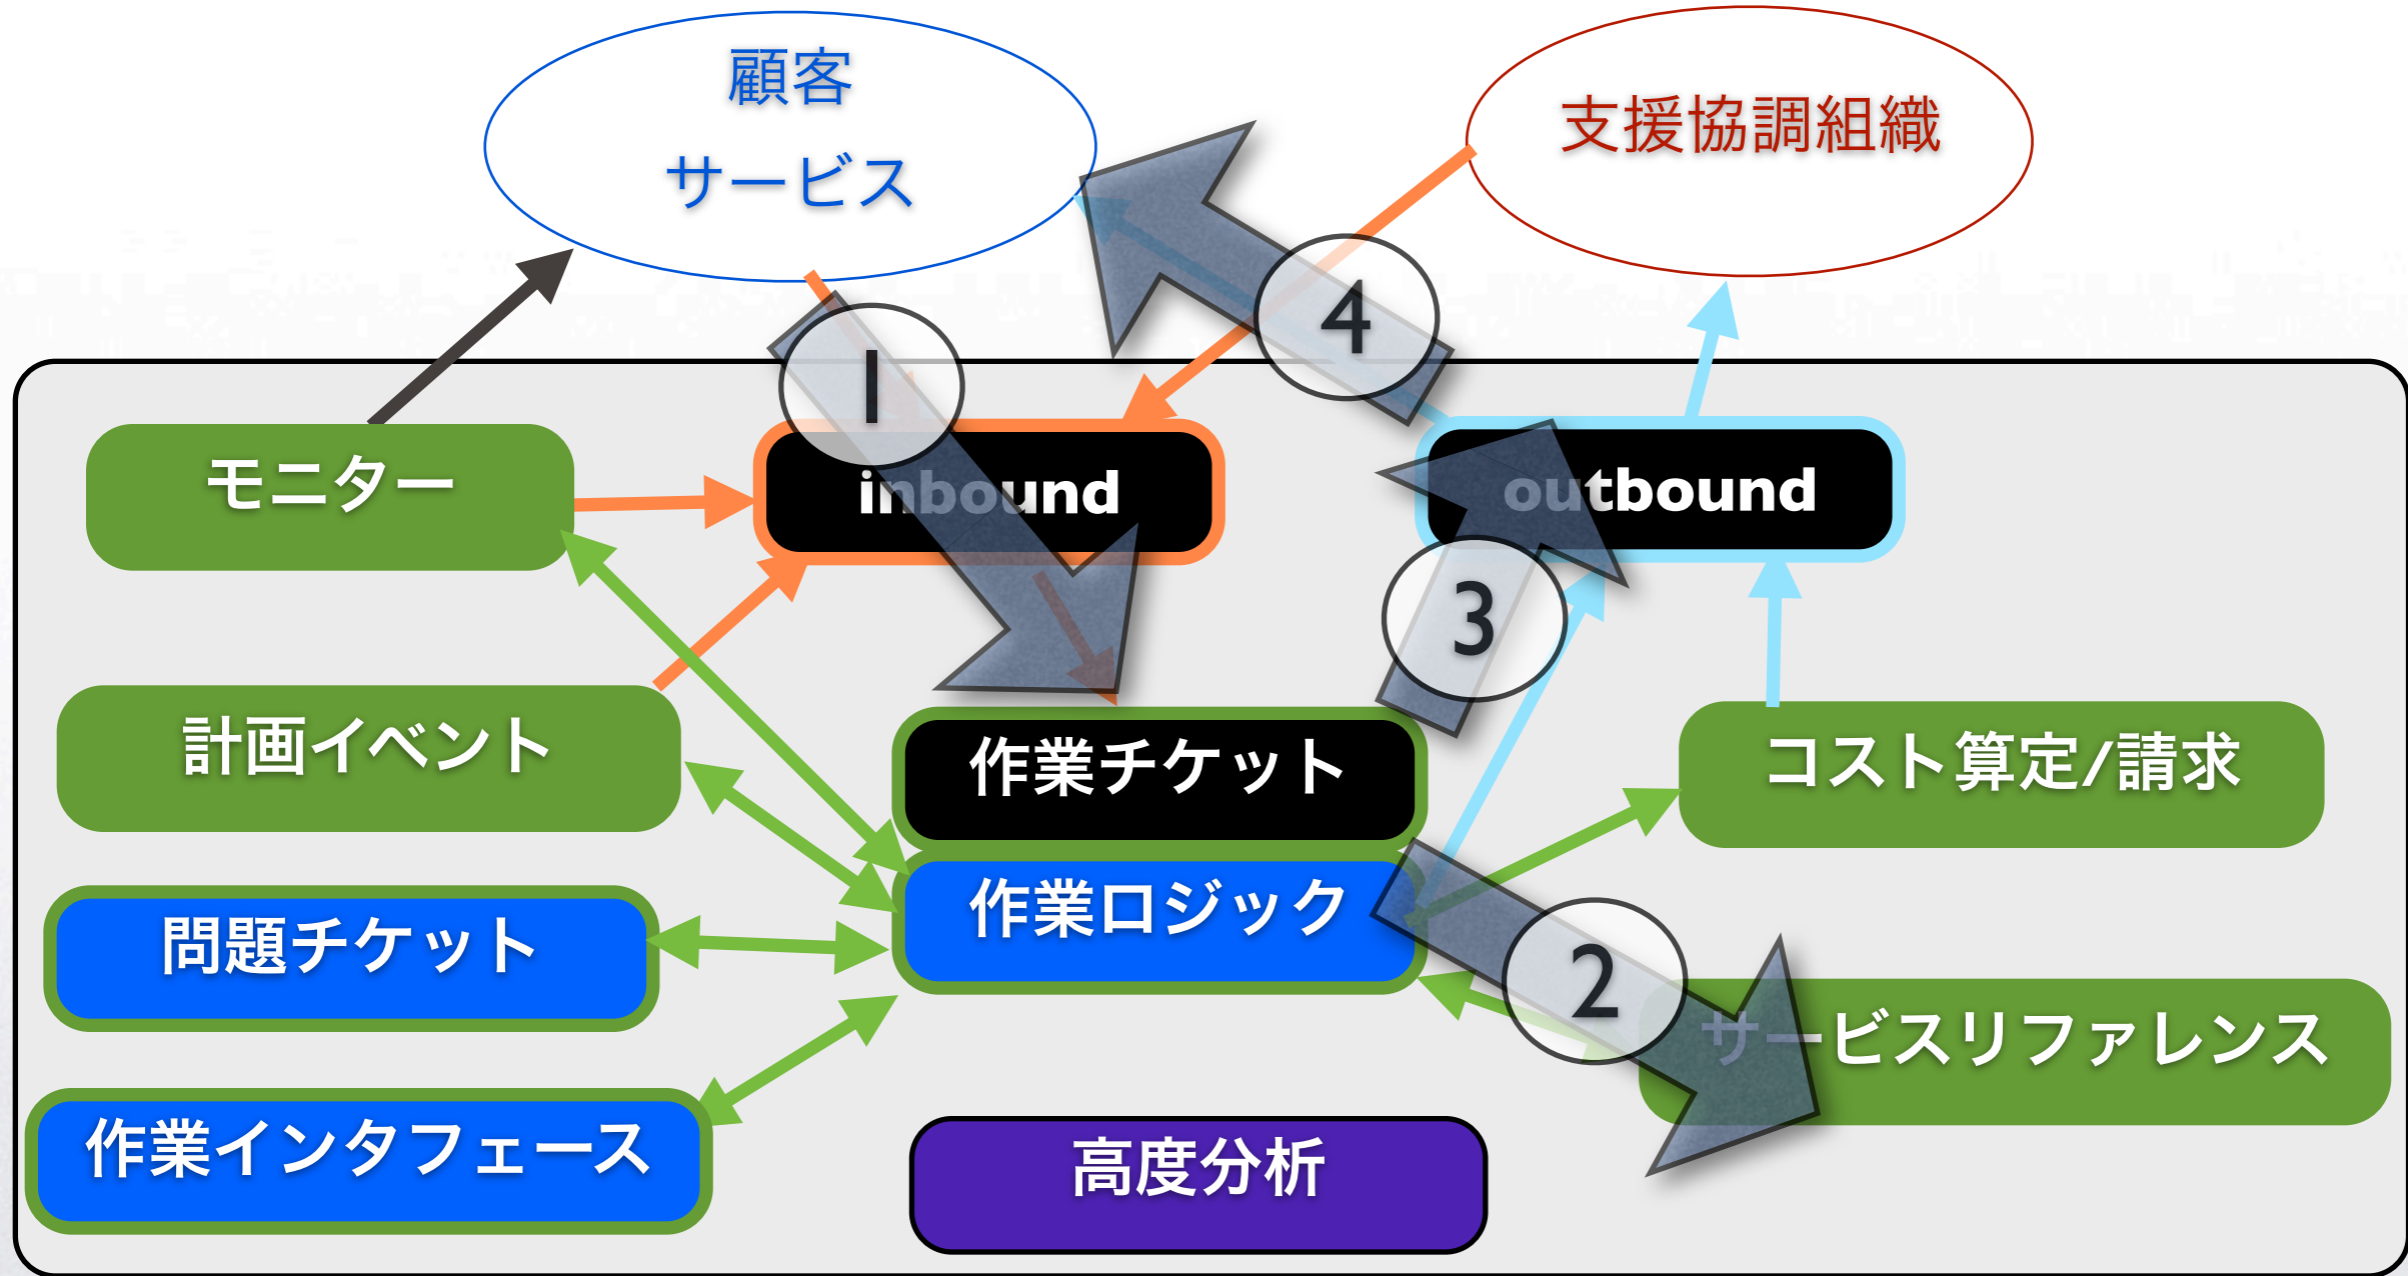 顧客
サービス
支援協調組織
4
1
モニター
inbound
outbound
3
計画イベント
作業チケット
コスト算定/請求
作業ロジック
問題チケット
2
サービスリファレンス
作業インタフェース
高度分析